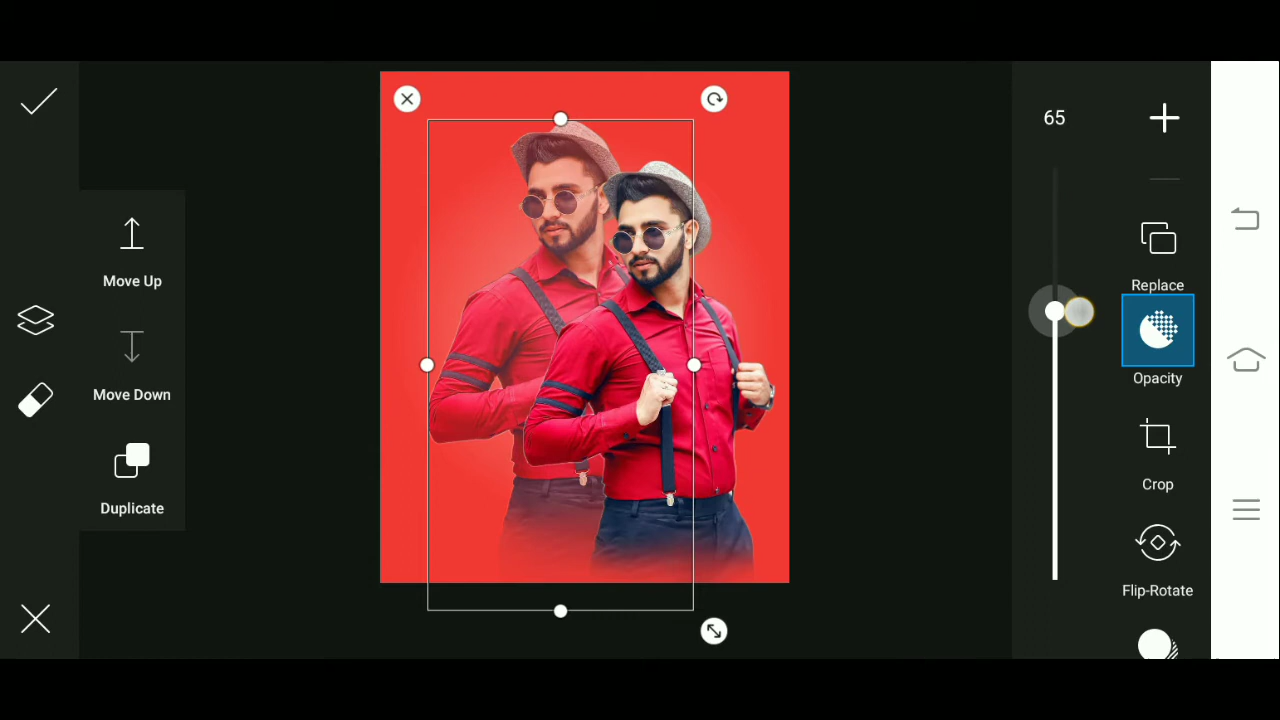 65
Move Up
Replace
Move Down
Opacity
Crop
Duplicate
Flip-Rotate